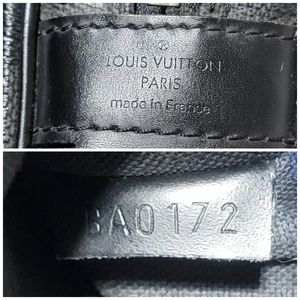 LOUIS VUITTON
PARIS
made in France
BA0172